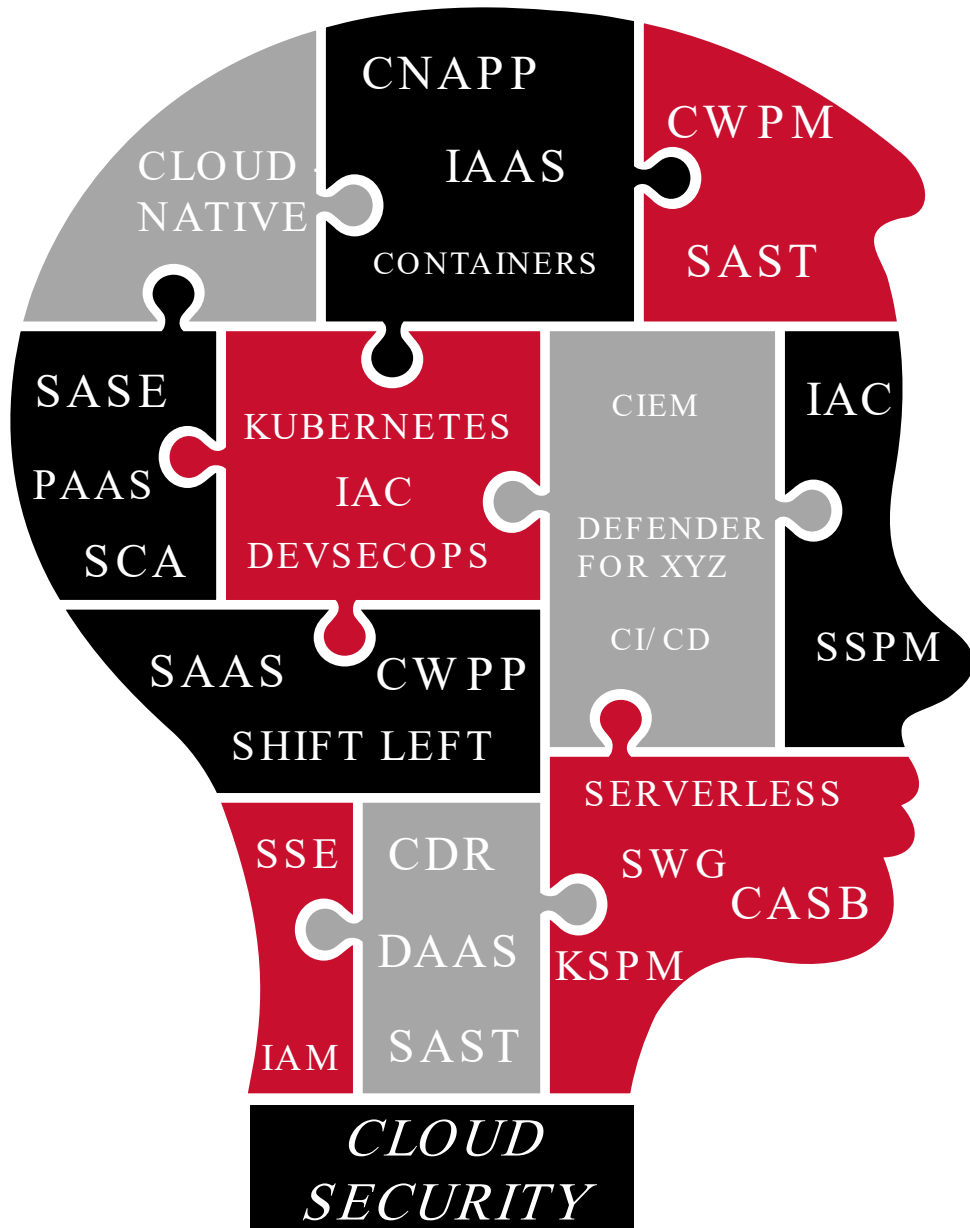 CNAPP
IAAS
CONTAINERS
CWPM
SAST
CLOUD
NATIVE
SASE
PAAS
SCA
KUBERNETES
IAC
DEVSECOPS
CIEM
DEFENDER
FOR XYZ
CI/CD
IAC
SSPM
SAAS
CWPP
SHIFT LEFT
SERVERLESS
SWG
CASB
KSPM
SSE
IAM
CDR
DAAS
SAST
CLOUD
SECURITY